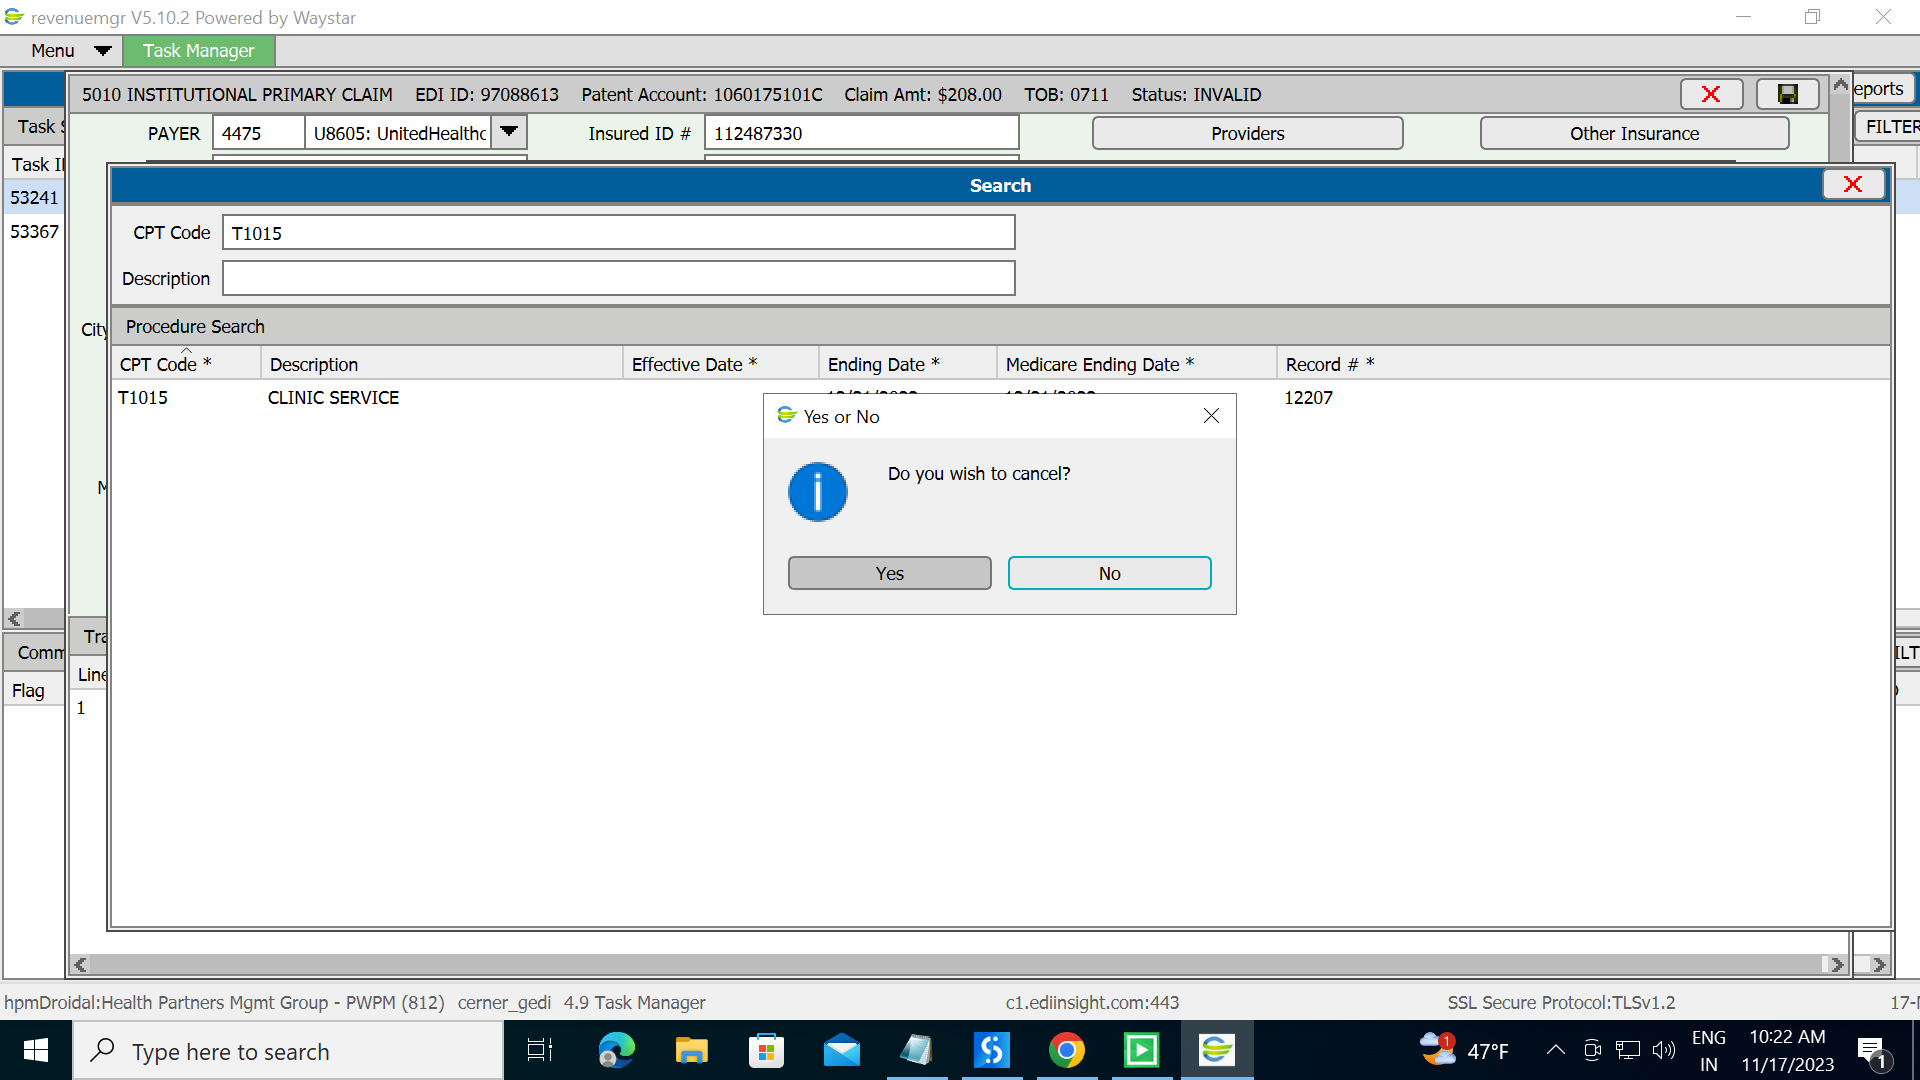 revenuemgr V5.10.2 Powered by Waystar
Menu Task Manager
5010 INSTITUTIONAL PRIMARY CLAIM EDI ID: 97088613 Patent Account: 1060175101C Claim Amt: $208.00 TOB: 0711 Status: INVALID
eports
Task S
PAYER 4475 U8605: UnitedHealthc Insured ID # 112487330 Providers Other Insurance
FILTER
Task II
Search
53241
CPT Code T1015
53367
Description
City
Procedure Search
CPT Code * Description Effective Date * Ending Date * Medicare Ending Date * Record # *
T1015 CLINIC SERVICE 12207
Yes or No
Do you wish to cancel?
Yes No
Tra
Comm
Line
ILT
Flag
1
hpmDroidal:Health Partners Mgmt Group - PWPM (812) cerner_gedi 4.9 Task Manager c1.ediinsight.com:443 SSL Secure Protocol:TLSv1.2 17-
Type here to search
1
47°F
ENG
IN
10:22 AM
11/17/2023
1